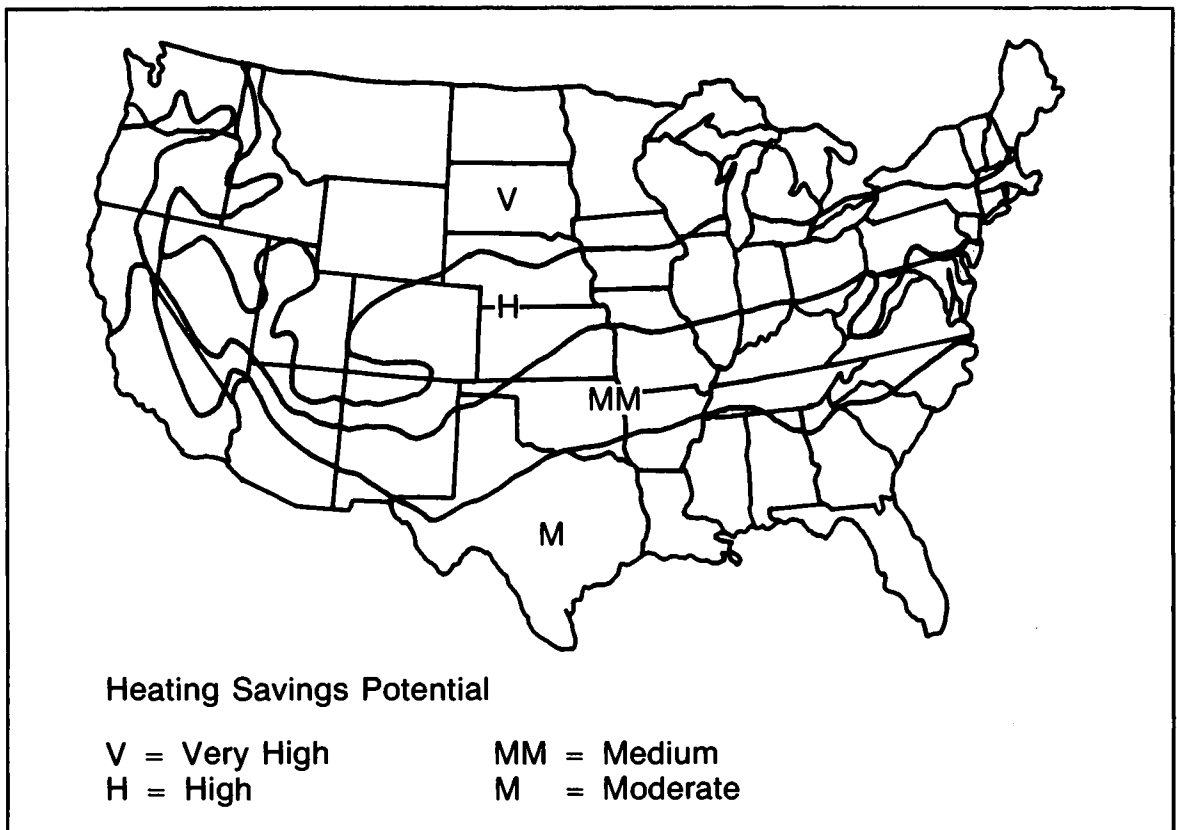 V
H
MM
M
Heating Savings Potential
V = Very High MM = Medium
H = High M = Moderate